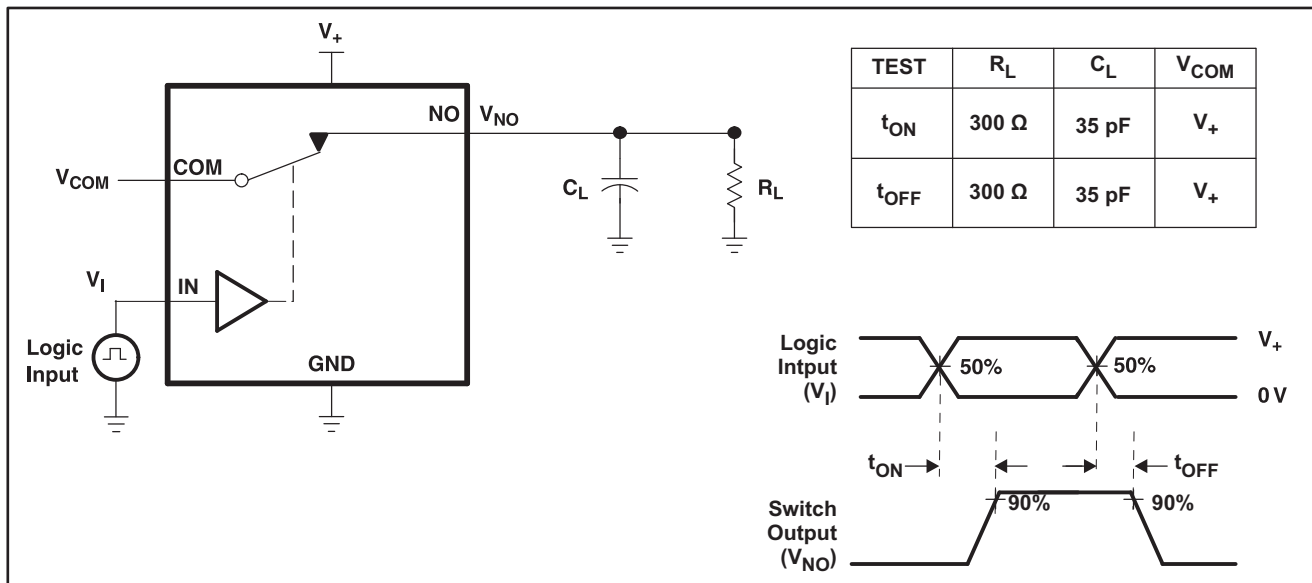 V+
NO VNO
COM
VCOM
CL
RL
VI
IN
Logic
Input
GND
TEST RL CL VCOM
tON 300 Ω 35 pF V+
tOFF 300 Ω 35 pF V+
Logic
Intput
(VI)
50%
50%
V+
0 V
tON
tOFF
Switch
Output
(VNO)
90%
90%